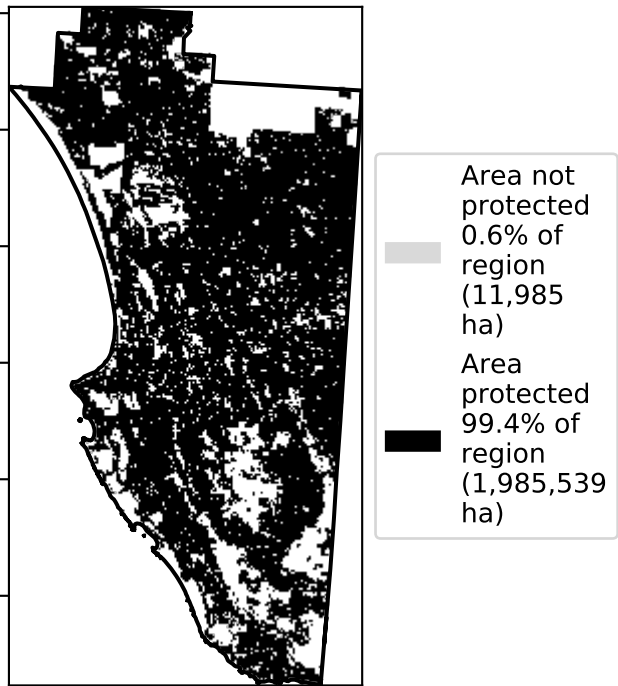 Area not
protected
0.6% of
region
(11,985
ha)
Area
protected
99.4% of
region
(1,985,539
ha)